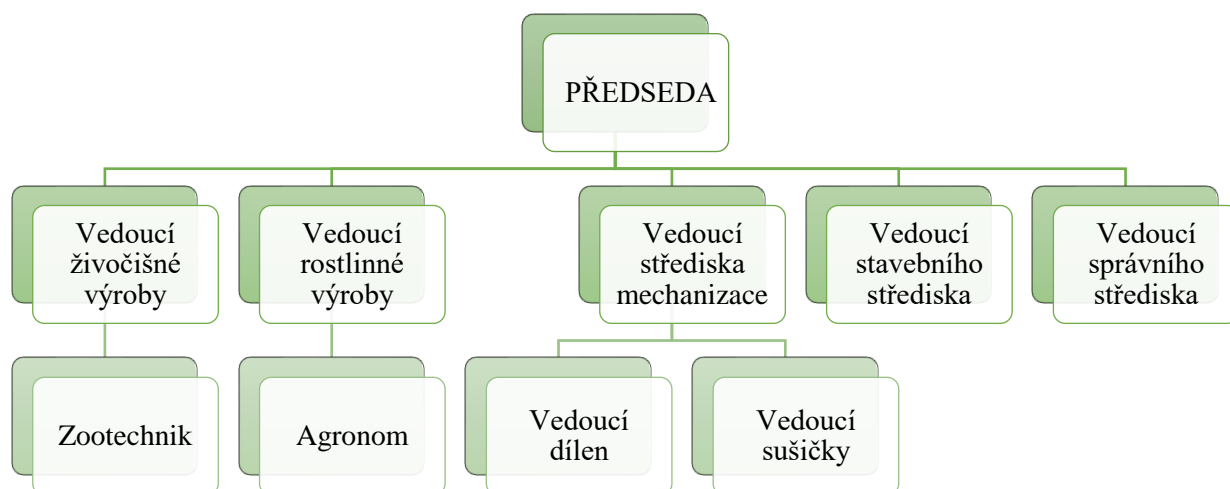 PŘEDSEDA
Vedoucí
živočišné
výroby
Vedoucí
rostlinné
výroby
Vedoucí
střediska
mechanizace
Vedoucí
stavebního
střediska
Vedoucí
správního
střediska
Zootechnik
Agronom
Vedoucí
dílen
Vedoucí
sušičky